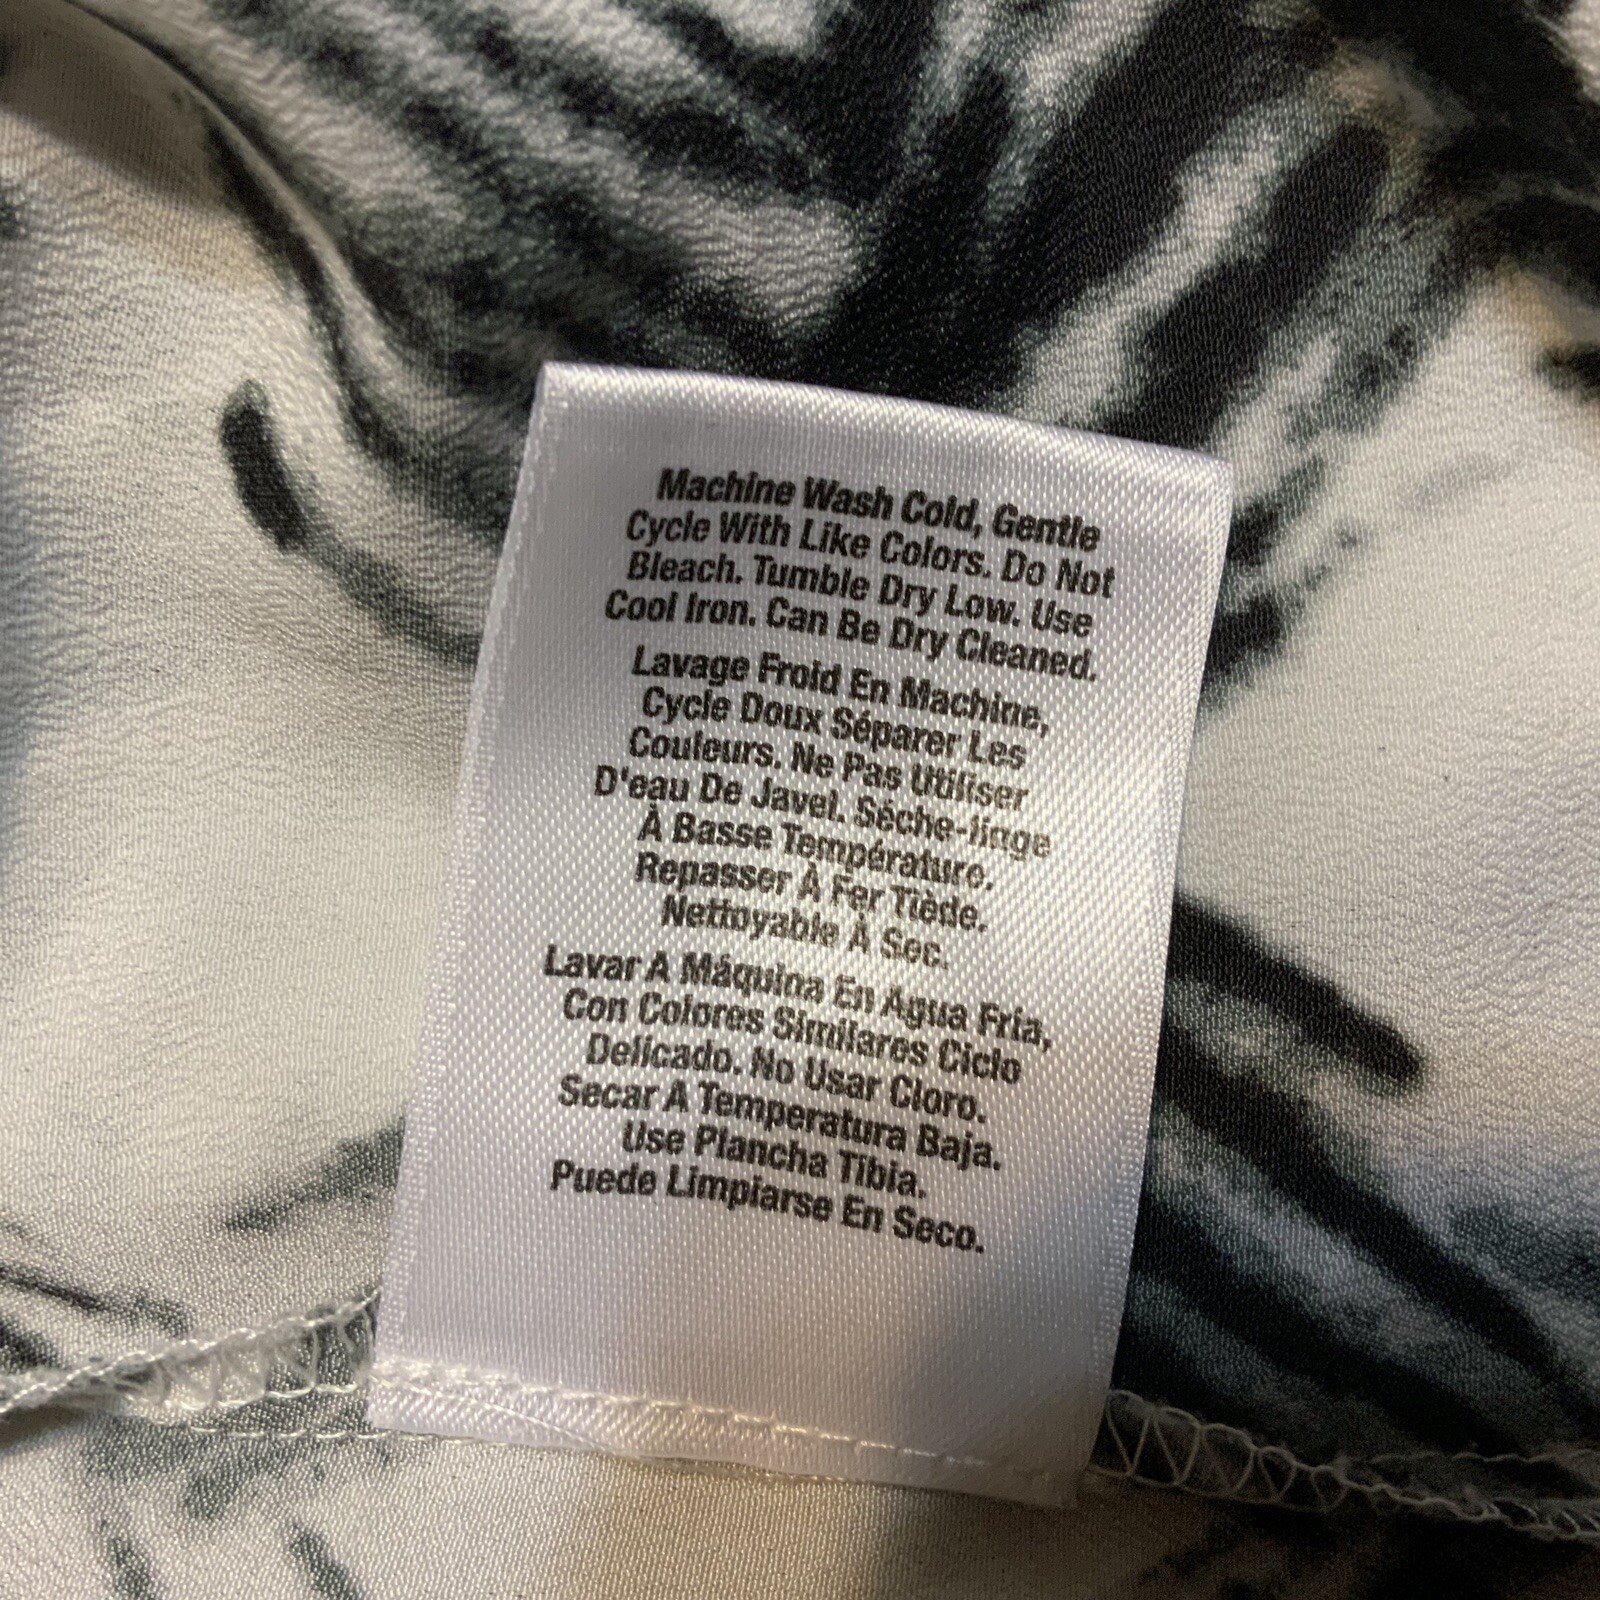 Machine Wash Cold, Gentle
Cycle With Like Colors. Do Not
Bleach. Tumble Dry Low. Use
Cool Iron. Can Be Dry Cleaned.
Lavage Froid En Machine,
Cycle Doux Séparer Les
Couleurs. Ne Pas Utiliser
D'eau De Javel. Séche-linge
À Basse Température.
Repasser À Fer Tiède.
Nettoyable À Sec.
Lavar A Máquina En Agua Fria,
Con Colores Similares Ciclo
Delicado. No Usar Cloro.
Secar A Temperatura Baja.
Use Plancha Tibia.
Puede Limpiarse En Seco.